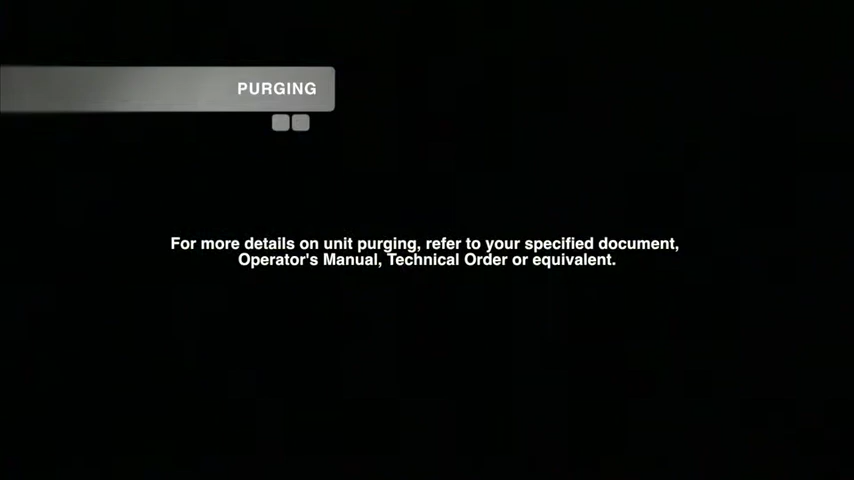 PURGING
For more details on unit purging, refer to your specified document,
Operator's Manual, Technical Order or equivalent.